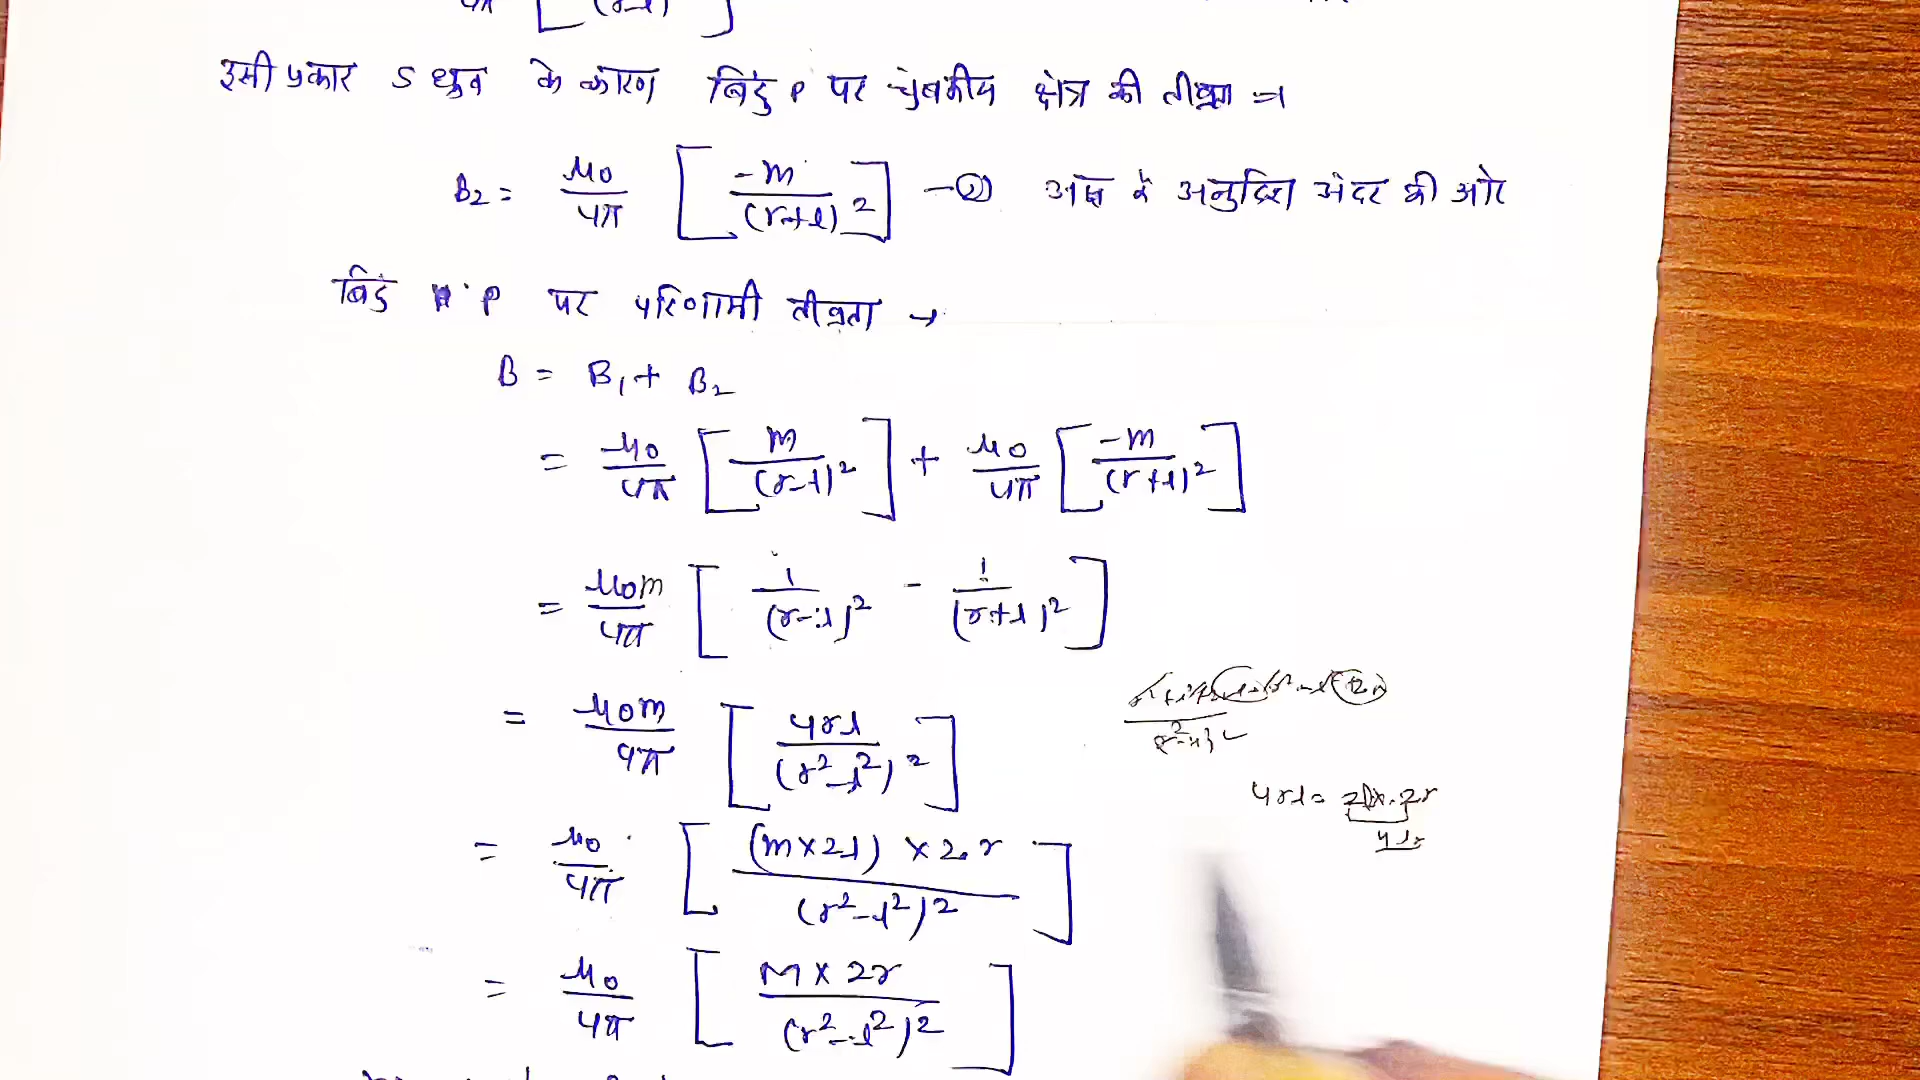 इसी प्रकार S ध्रुव के कारण बिंदु P पर चुंबकीय क्षेत्र की तीव्रता ⇒
B₂ = μ₀/4π [-m/(r+l)²] —② अक्ष के अनुदिश अंदर की ओर
बिंदु P पर परिणामी तीव्रता →
B = B₁ + B₂
= μ₀/4π [m/(r-l)²] + μ₀/4π [-m/(r+l)²]
= μ₀m/4π [1/(r-l)² - 1/(r+l)²]
= μ₀m/4π [4rl/(r²-l²)²]
4rl = 2l × 2r
4lr
= μ₀/4π [(m×2l) × 2r/(r²-l²)²]
= μ₀/4π [M × 2r/(r²-l²)²]